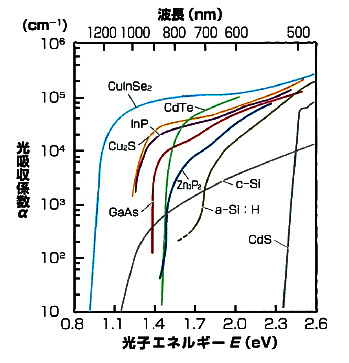 波長 (nm)
(cm⁻¹)
1200 1000 900 800 700 600 500
10⁶
10⁵
10⁴
10³
10²
10
光吸収係数α
CuInSe₂
CdTe
InP
Cu₂S
Zn₃P₂
c-Si
GaAs
a-Si : H
CdS
0.8 1.1 1.4 1.7 2.0 2.3 2.6
光子エネルギー E (eV)